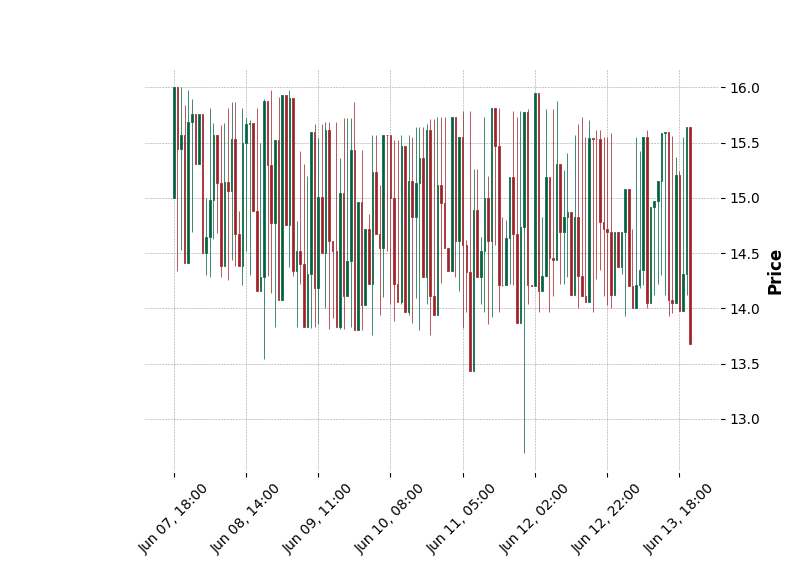 16.0
15.5
15.0
14.5
14.0
13.5
13.0
Price
Jun 07, 18:00
Jun 08, 14:00
Jun 09, 11:00
Jun 10, 08:00
Jun 11, 05:00
Jun 12, 02:00
Jun 12, 22:00
Jun 13, 18:00